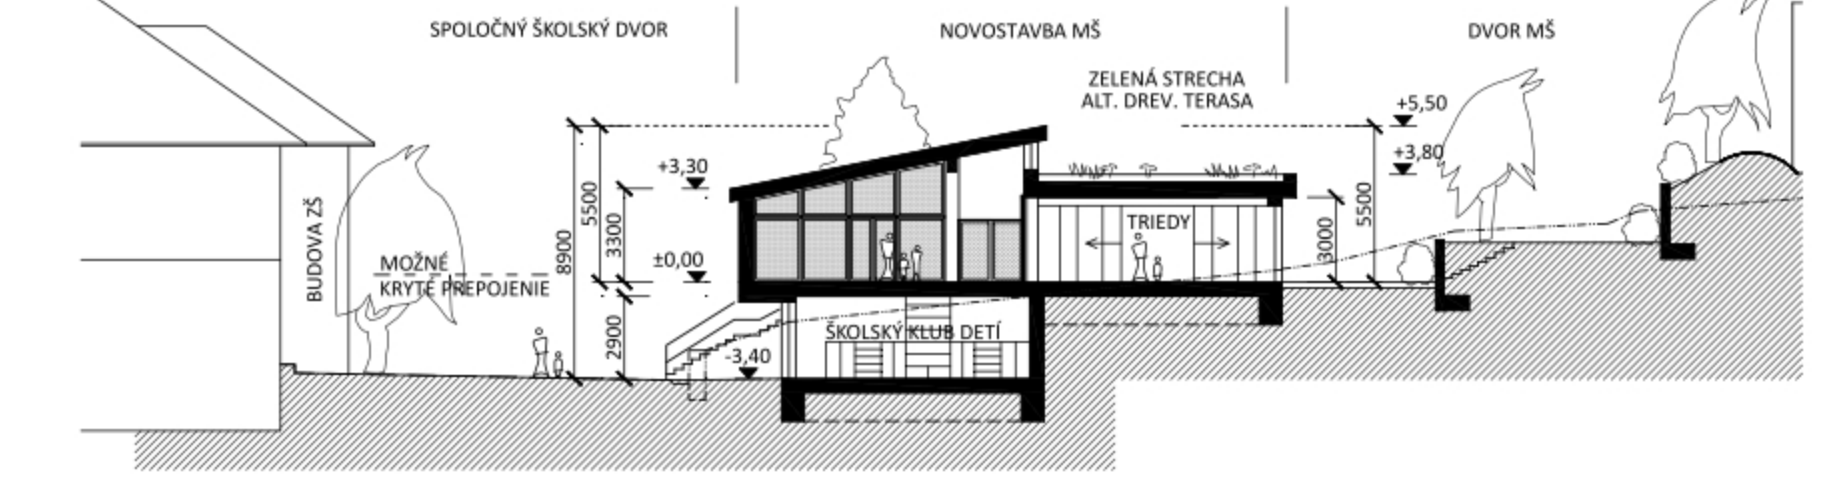 SPOLOČNÝ ŠKOLSKÝ DVOR
NOVOSTAVBA MŠ
DVOR MŠ
ZELENÁ STRECHA
ALT. DREV. TERASA
+5,50
+3,80
+3,30
±0,00
BUDOVA ZŠ
MOŽNÉ
KRYTÉ PREPOJENIE
8900
5500
3300
2900
TRIEDY
3000
5500
ŠKOLSKÝ KLUB DETÍ
-3,40